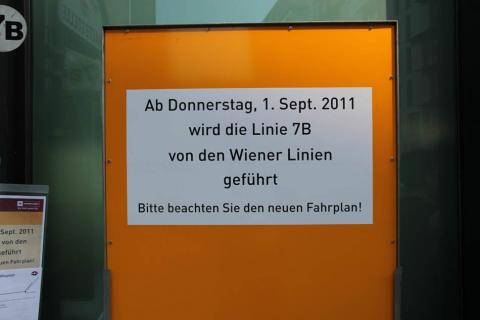 7B
Ab Donnerstag, 1. Sept. 2011
wird die Linie 7B
von den Wiener Linien
geführt
Bitte beachten Sie den neuen Fahrplan!
Sept. 2011
von den
geführt
neuen Fahrplan!